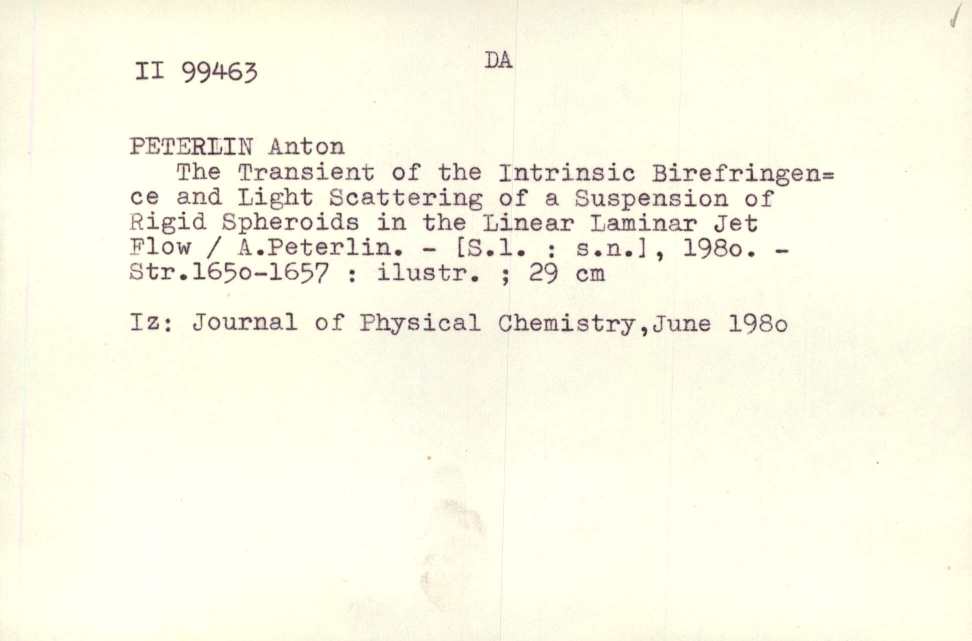 II 99463
DA
PETERLIN Anton
The Transient of the Intrinsic Birefringen=
ce and Light Scattering of a Suspension of
Rigid Spheroids in the Linear Laminar Jet
Flow / A.Peterlin. - [S.l. : s.n.], 198o. -
Str.165o-1657 : ilustr. ; 29 cm
Iz: Journal of Physical Chemistry,June 198o